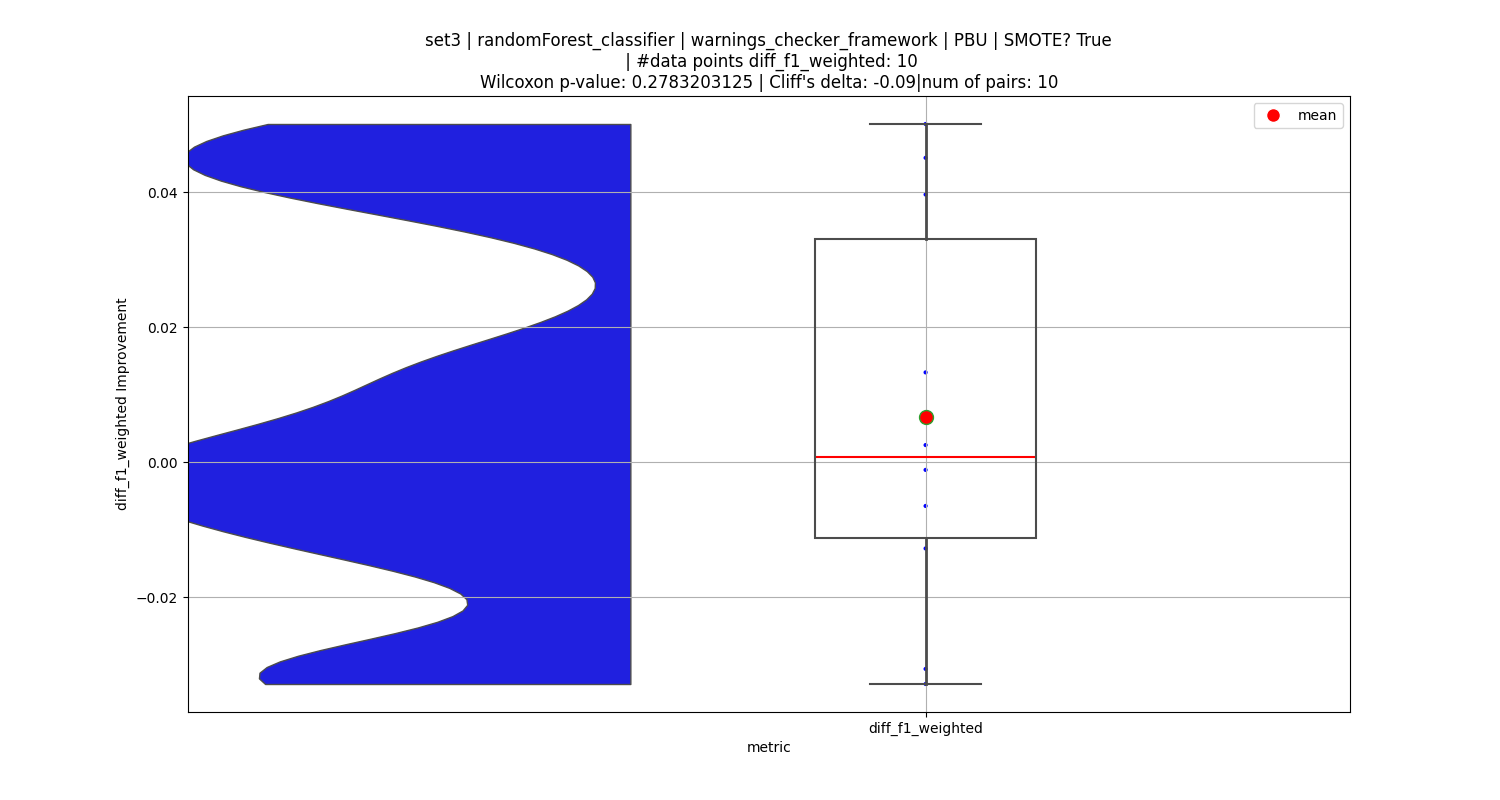 set3 | randomForest_classifier | warnings_checker_framework | PBU | SMOTE? True
| #data points diff_f1_weighted: 10
Wilcoxon p-value: 0.2783203125 | Cliff's delta: -0.09|num of pairs: 10
mean
0.04
0.02
0.00
−0.02
diff_f1_weighted Improvement
diff_f1_weighted
metric